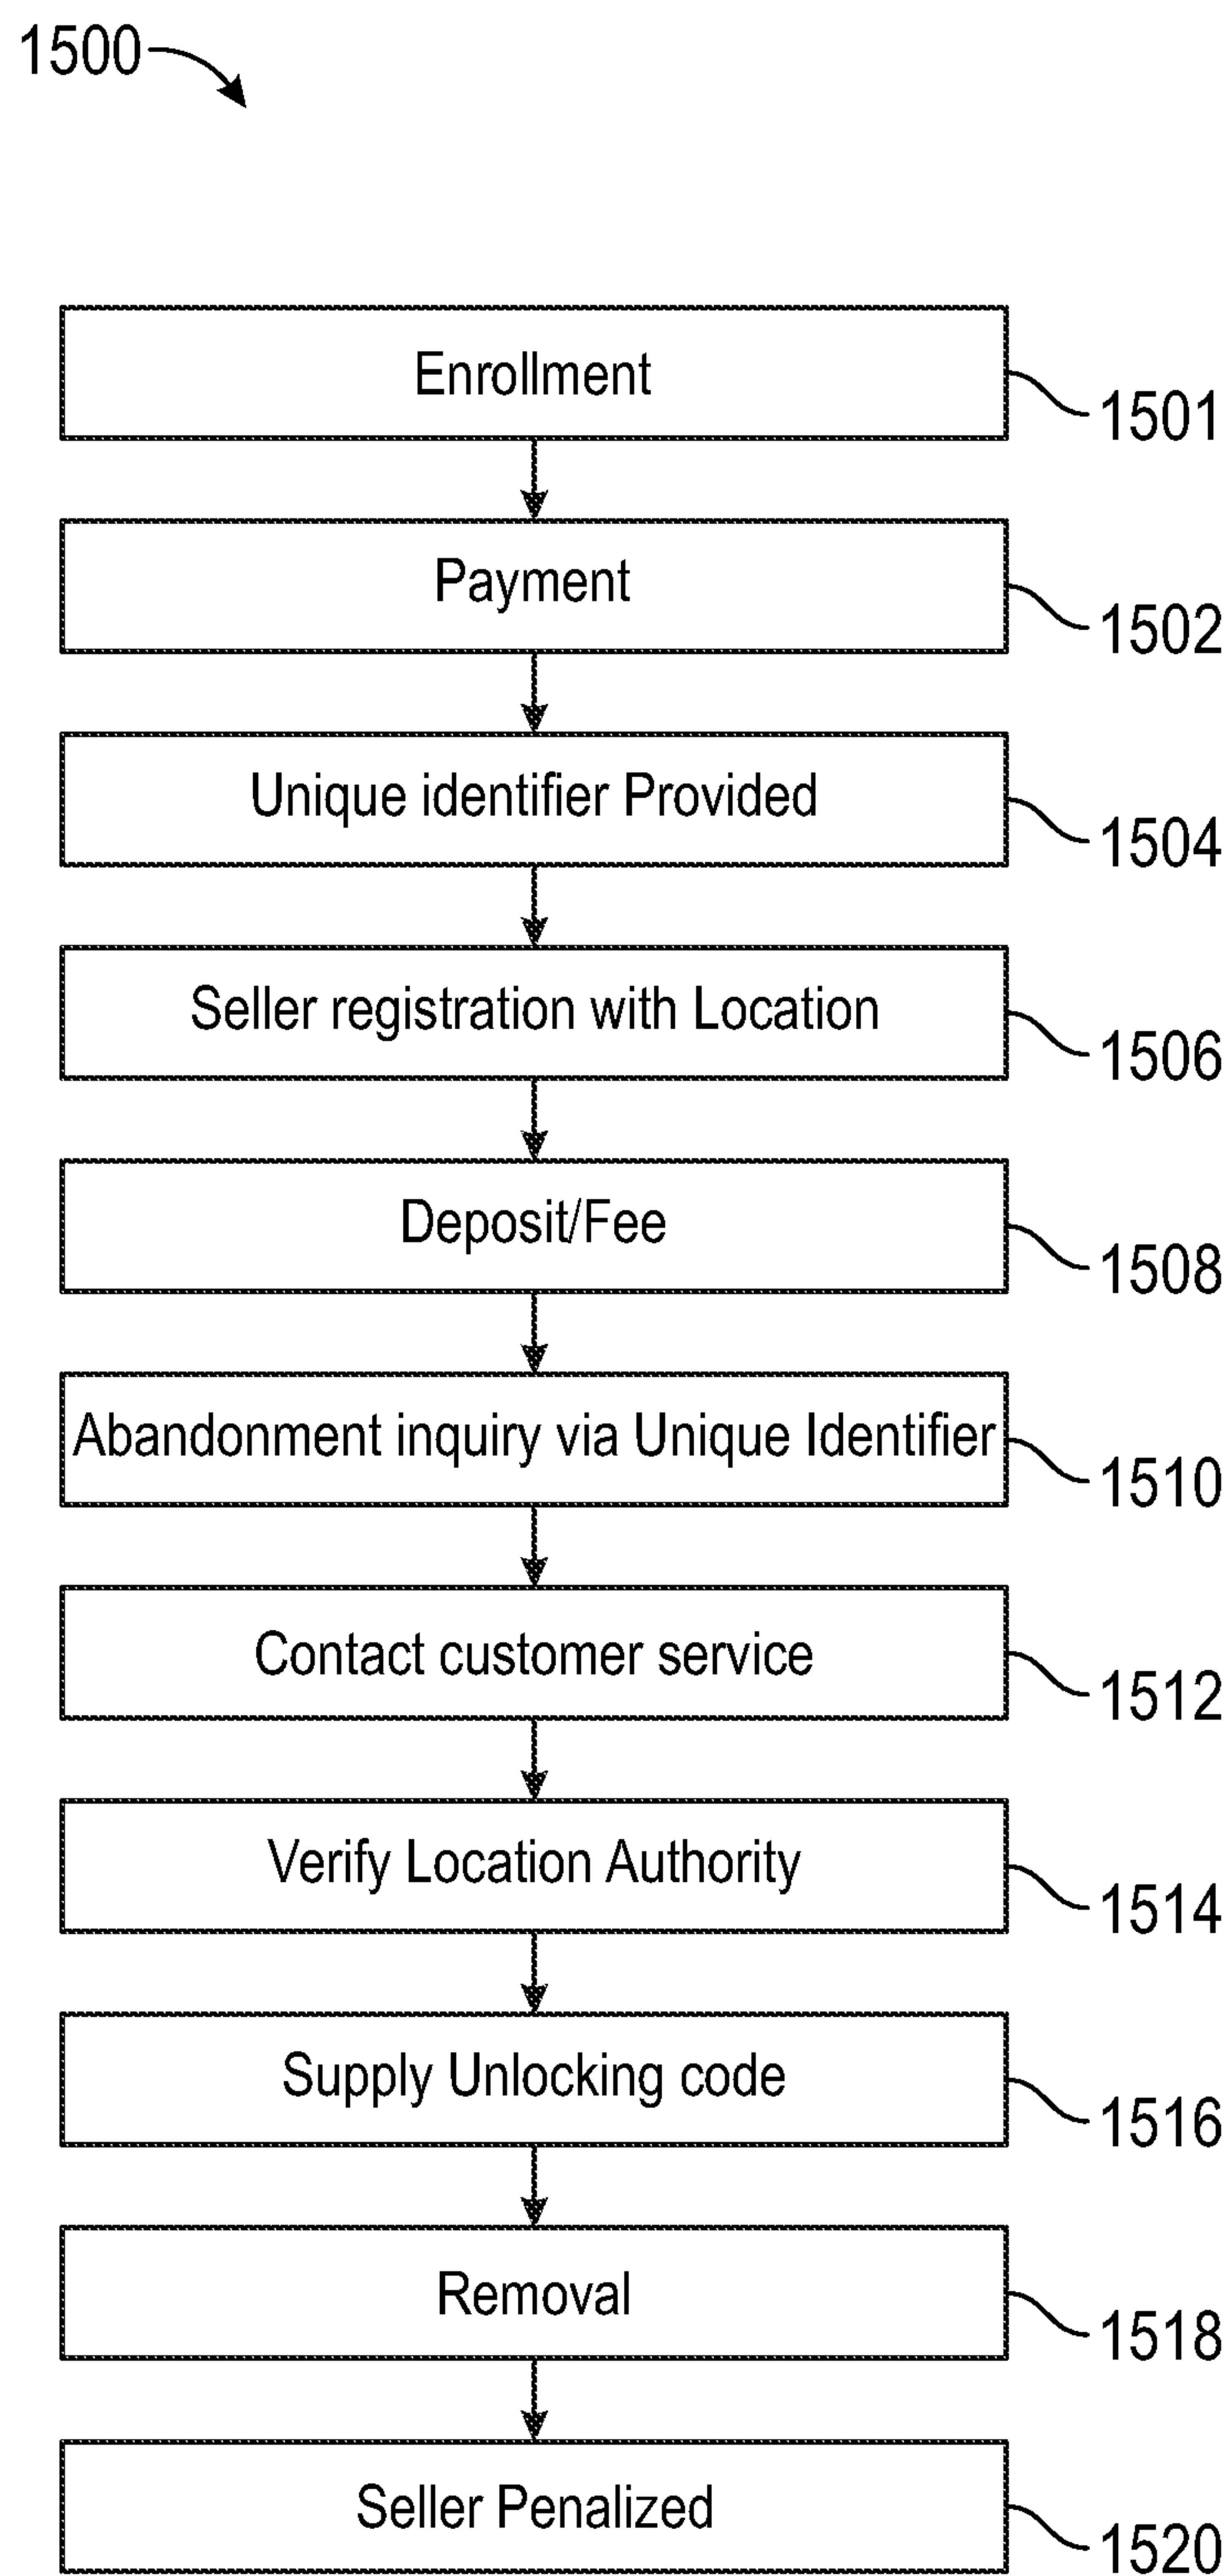 1500
Enrollment
1501
Payment
1502
Unique identifier Provided
1504
Seller registration with Location
1506
Deposit/Fee
1508
Abandonment inquiry via Unique Identifier
1510
Contact customer service
1512
Verify Location Authority
1514
Supply Unlocking code
1516
Removal
1518
Seller Penalized
1520